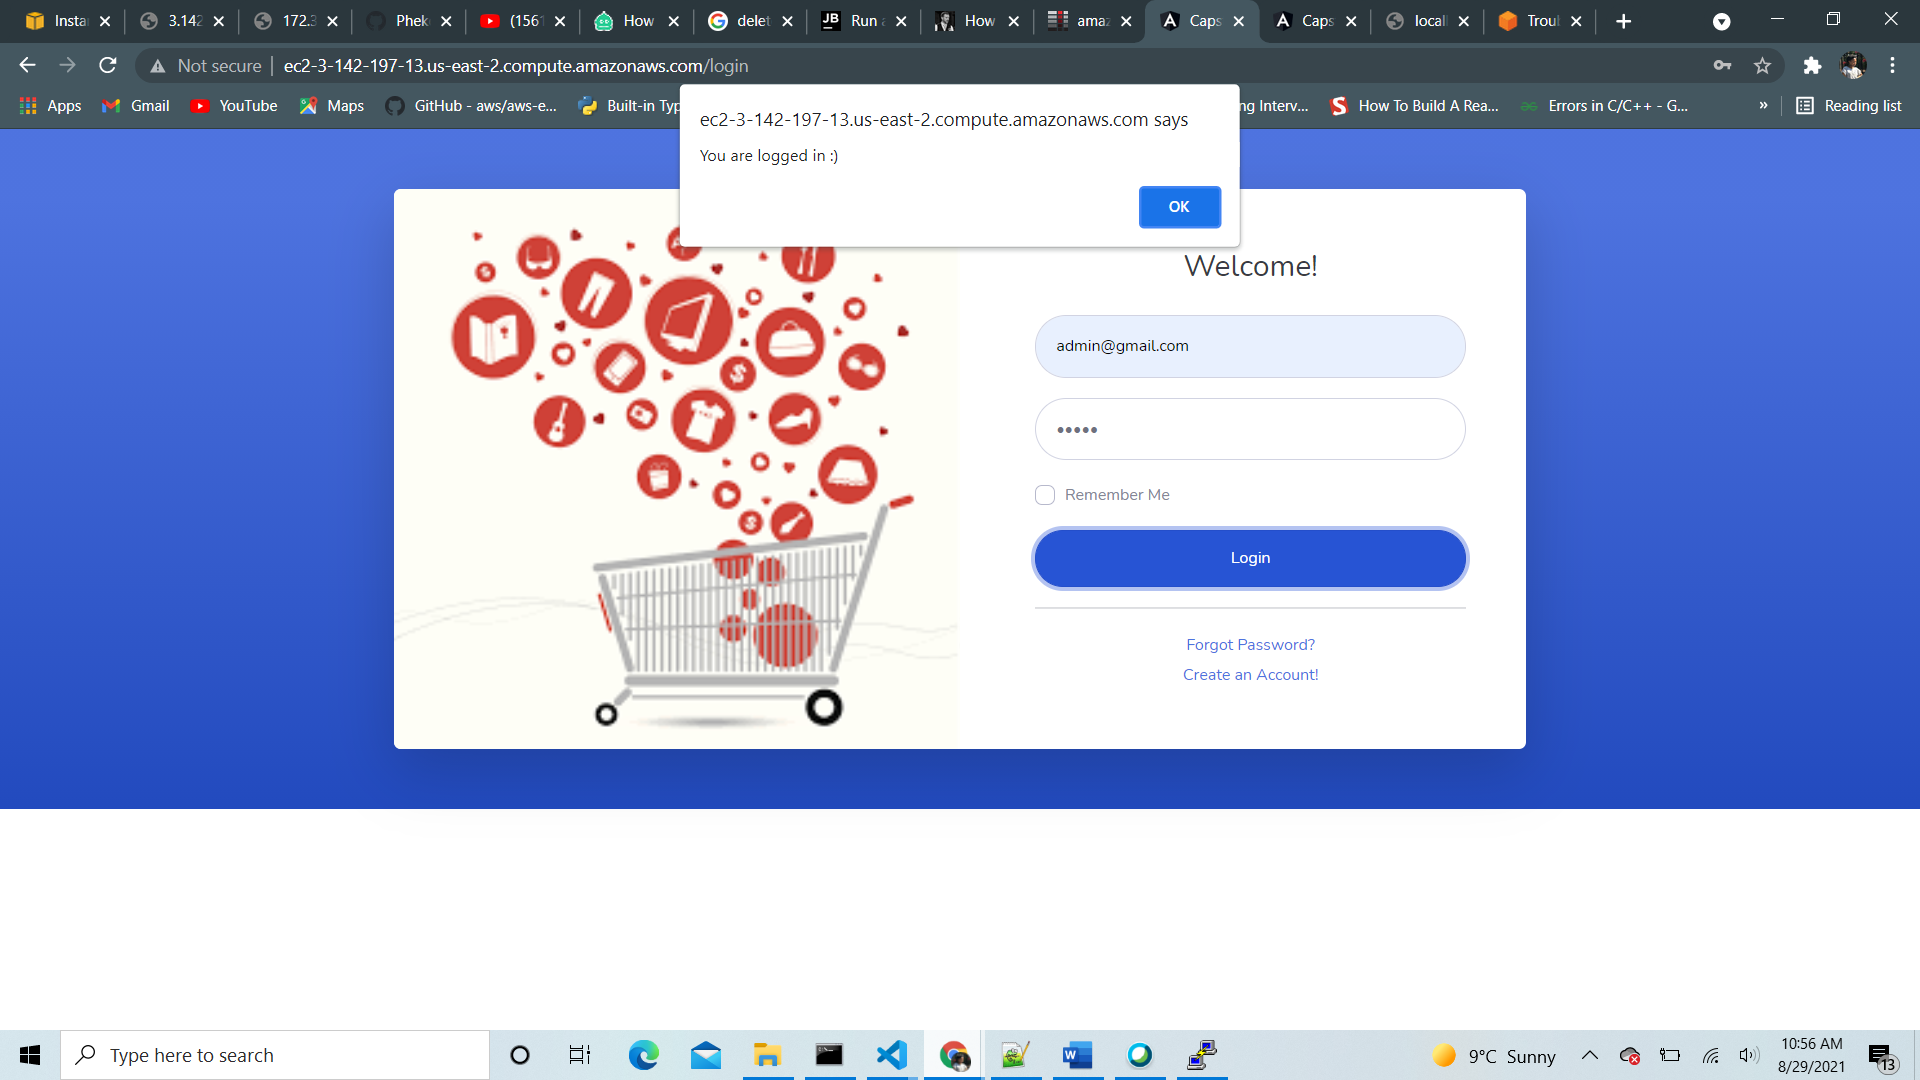 Insta
3.142
172.3
Phek
(1561
How
delet
JB
Run a
How
amaz
Caps
Caps
locall
Troul
Not secure
ec2-3-142-197-13.us-east-2.compute.amazonaws.com/login
Apps
Gmail
YouTube
Maps
GitHub - aws/aws-e...
Built-in Typ
ng Interv...
How To Build A Rea...
Errors in C/C++ - G...
»
Reading list
ec2-3-142-197-13.us-east-2.compute.amazonaws.com says
You are logged in :)
OK
Welcome!
admin@gmail.com
•••••
Remember Me
Login
Forgot Password?
Create an Account!
Type here to search
9°C Sunny
10:56 AM
8/29/2021
13